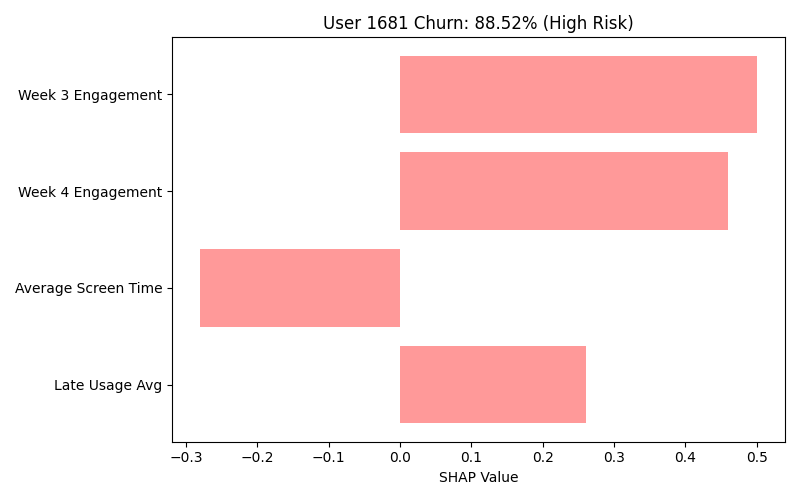 User 1681 Churn: 88.52% (High Risk)
Week 3 Engagement
Week 4 Engagement
Average Screen Time
Late Usage Avg
−0.3 −0.2 −0.1 0.0 0.1 0.2 0.3 0.4 0.5
SHAP Value